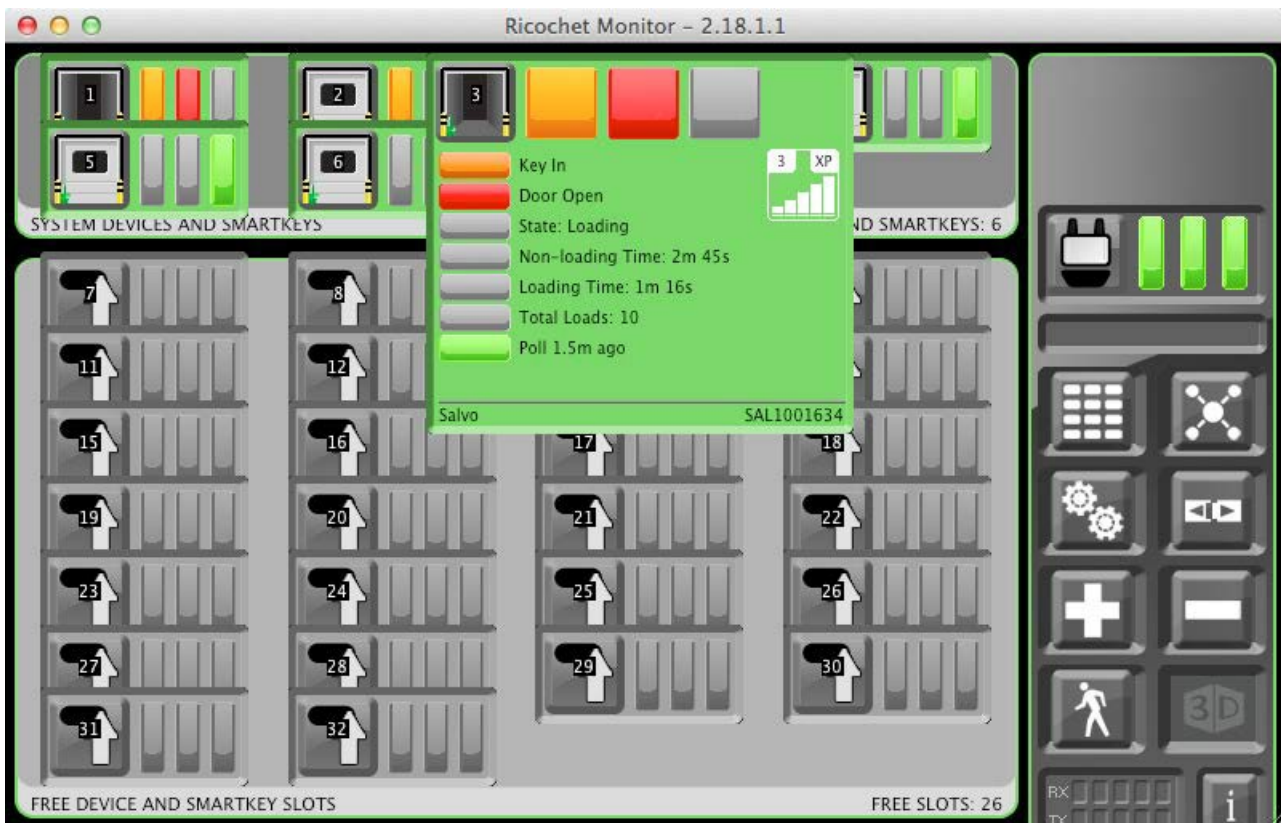 Ricochet Monitor – 2.18.1.1
1
2
3
5
6
Key In
Door Open
State: Loading
Non-loading Time: 2m 45s
Loading Time: 1m 16s
Total Loads: 10
Poll 1.5m ago
3 XP
Salvo SAL1001634
SYSTEM DEVICES AND SMARTKEYS
ND SMARTKEYS: 6
7
8
11
12
15
16
17
18
19
20
21
22
23
24
25
26
27
28
29
30
31
32
FREE DEVICE AND SMARTKEY SLOTS
FREE SLOTS: 26
3D
RX
TX
i